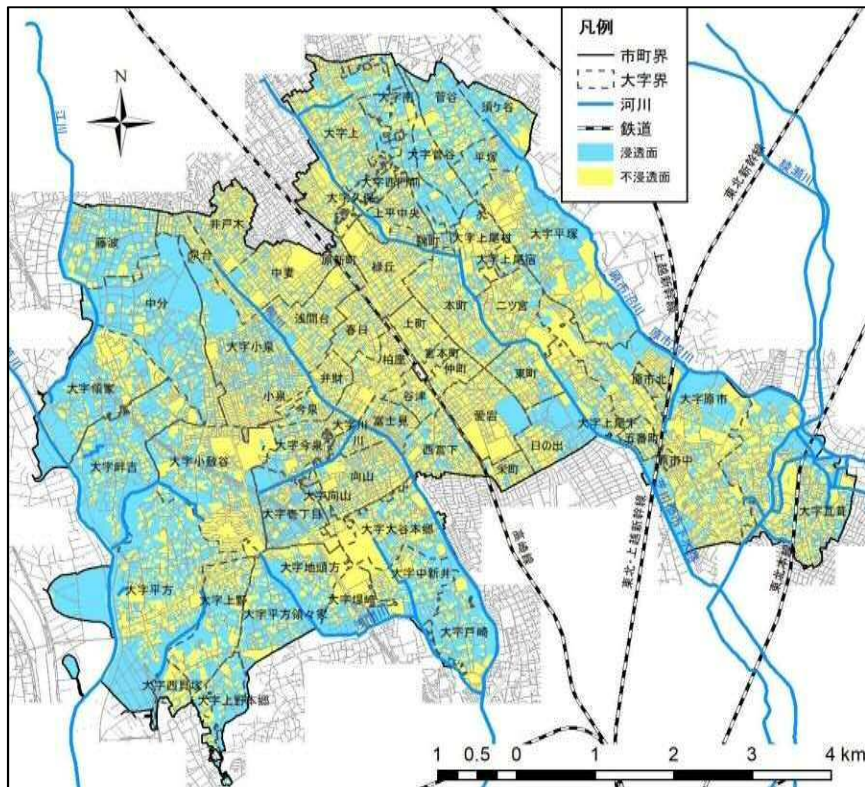 凡例
市町界
大字界
河川
鉄道
浸透面
不浸透面
N
江川
大字南
菅谷
須ケ谷
大字上
大字菅谷
平塚
大字西門前
大字久保
上平中央
井戸木
藤波
泉台
中妻
原新町
緑丘
大字上尾村
大字平塚
大字上尾宿
中分
浅間台
本町
二ツ宮
春日
上町
大字小泉
柏座
宮本町
仲町
東町
原市沼川
上越新幹線
東北新幹線
綾瀬川
大字領家
小泉
弁財
谷津
今泉
富士見
愛宕
大字上尾下
原市北
大字原市
五番町
原市中
大字畔吉
大字小敷谷
大字今泉
大字川
向山
西宮下
日の出
栄町
大字向山
大字壱丁目
大字大谷本郷
大字瓦葺
大字平方
大字上野
大字地頭方
大字中新井
大字堤崎
大字平方領々家
大字戸崎
大字西貝塚
大字上野本郷
高崎線
東北・上越新幹線
東北本線
1 0.5 0 1 2 3 4 km